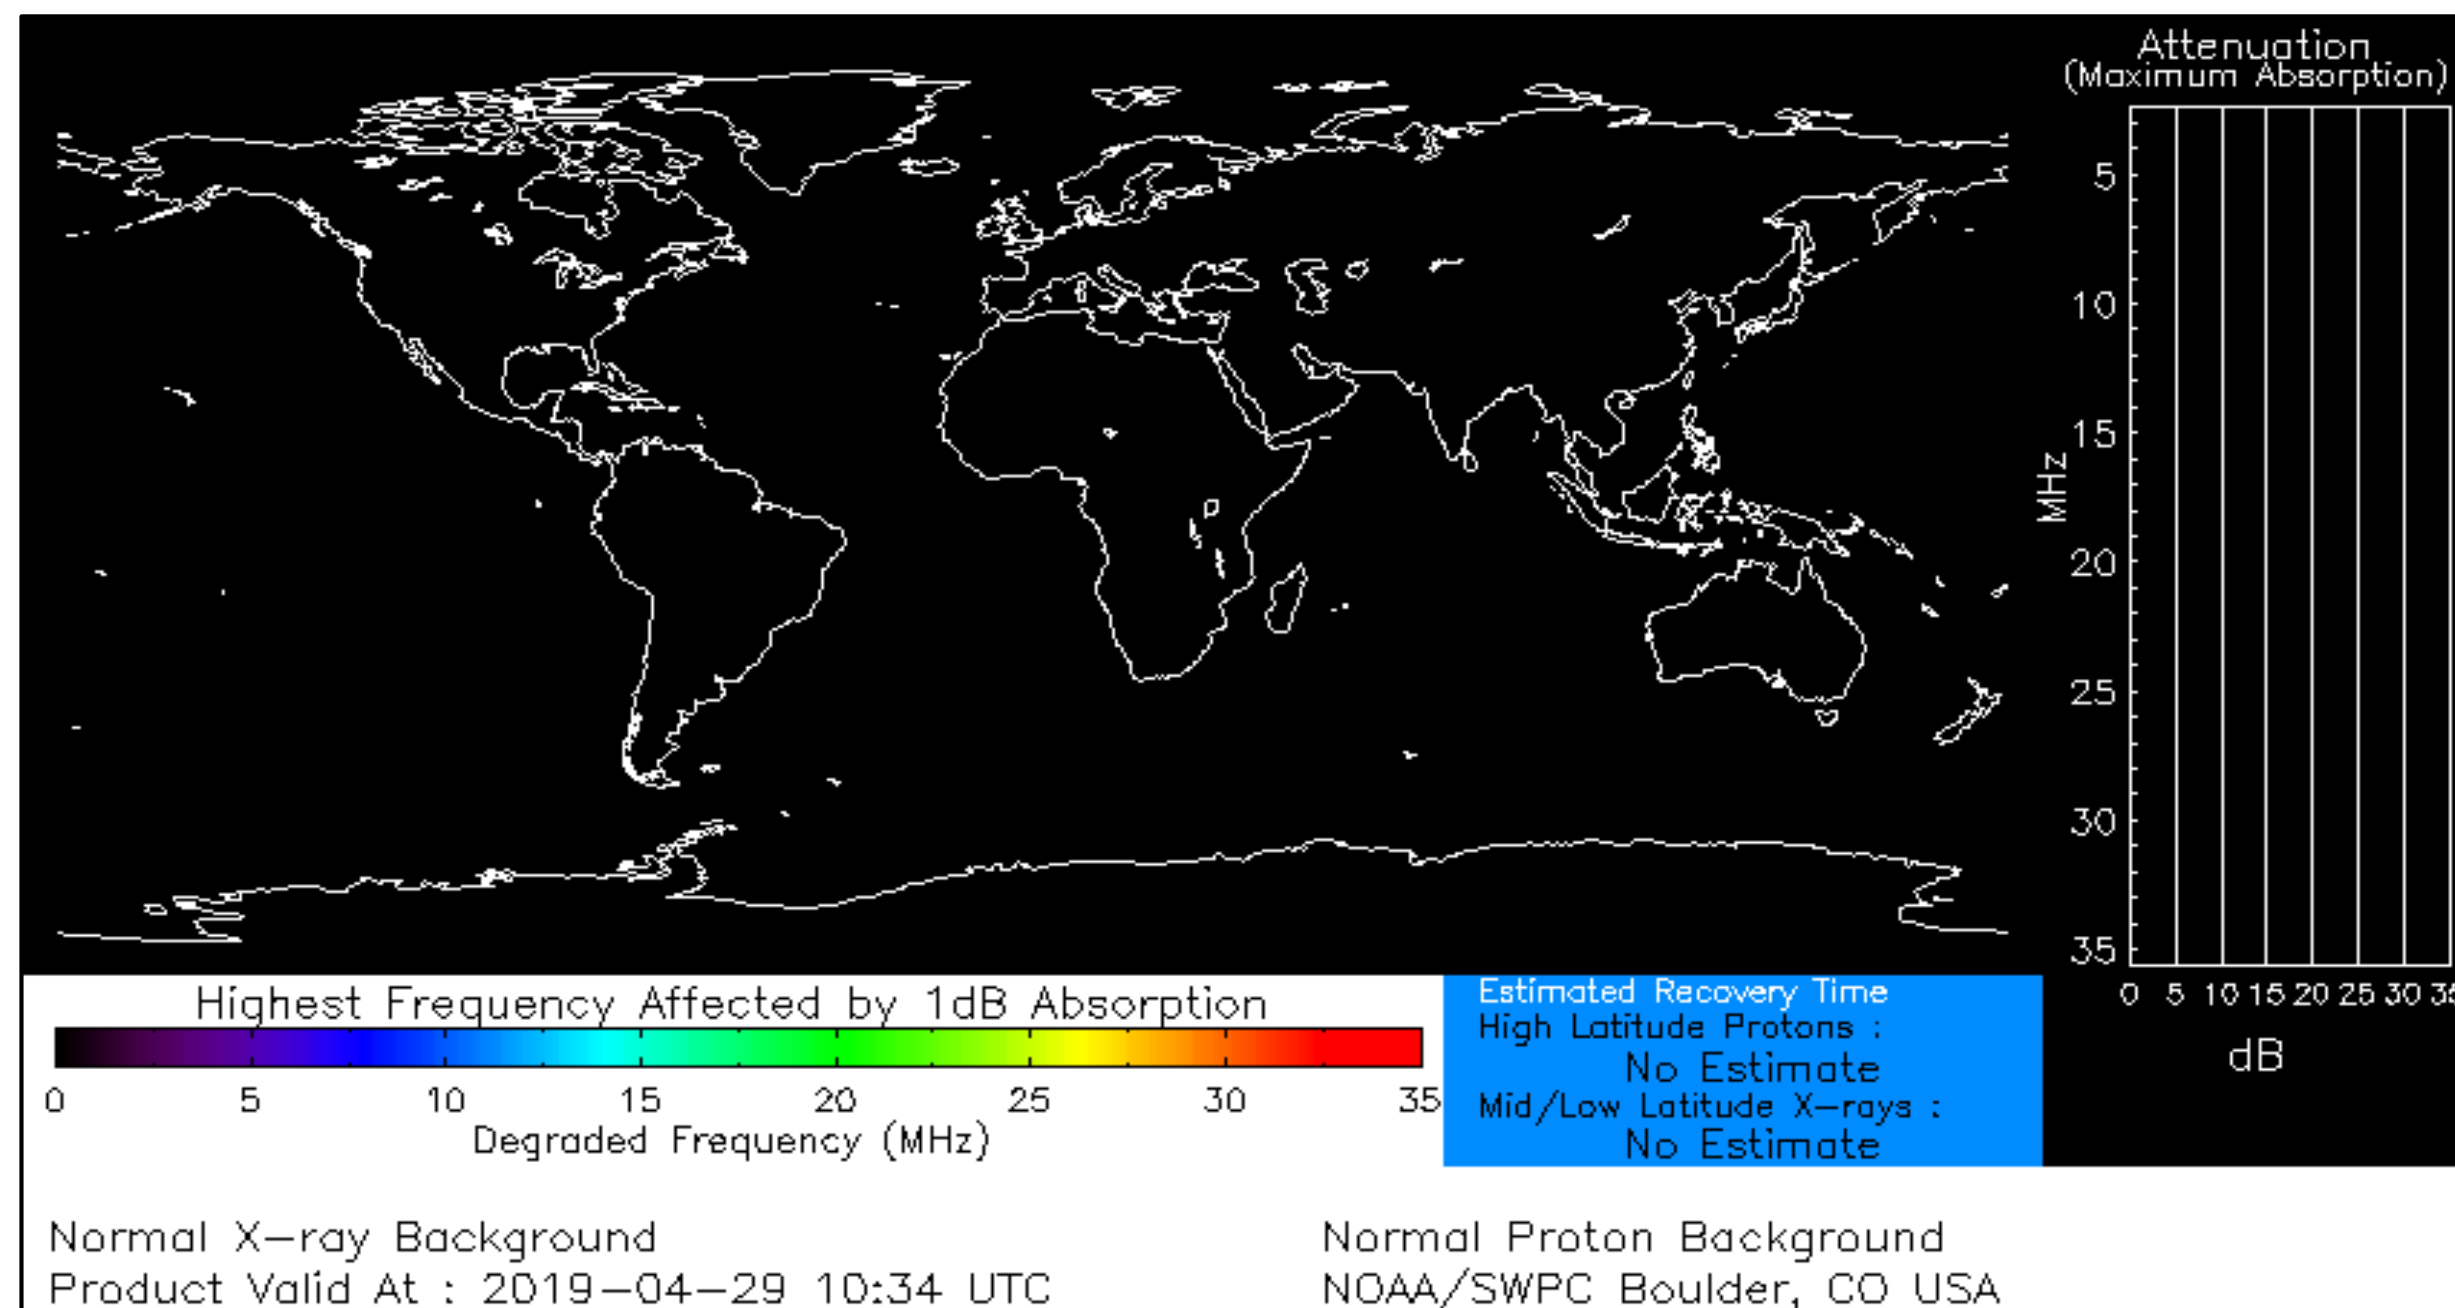 Attenuation
(Maximum Absorption)
5
10
15
20
25
30
35
MHz
0 5 10 15 20 25 30 35
dB
Highest Frequency Affected by 1dB Absorption
0 5 10 15 20 25 30 35
Degraded Frequency (MHz)
Estimated Recovery Time
High Latitude Protons :
No Estimate
Mid/Low Latitude X-rays :
No Estimate
Normal X-ray Background
Normal Proton Background
Product Valid At : 2019-04-29 10:34 UTC
NOAA/SWPC Boulder, CO USA